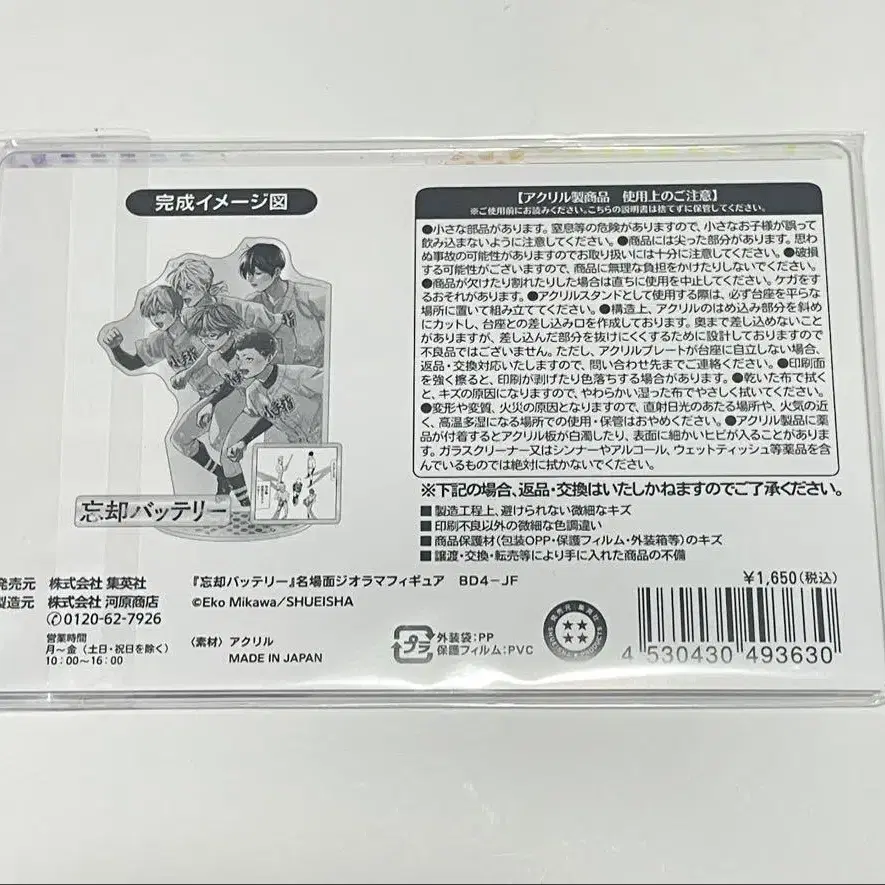 完成イメージ図
小手指
小手指
忘却バッテリー
【アクリル製商品 使用上のご注意】
※ご使用前にお読みください。こちらの説明書は捨てずに保管してください。
●小さな部品があります。窒息等の危険がありますので、小さなお子様が誤って
飲み込まないように注意してください。●商品には尖った部分があります。思わ
ぬ事故の可能性がありますのでお取り扱いには十分に注意してください。●破損
する可能性がございますので、商品に無理な負担をかけたりしないでください。
●商品が欠けたり割れたりした場合は直ちに使用を中止してください。ケガをす
るおそれがあります。●アクリルスタンドとして使用する際は、必ず台座を平らな
場所に置いて組み立ててください。●構造上、アクリルのはめ込み部分を斜め
にカットし、台座との差し込み口を作成しております。奥まで差し込めないこと
がありますが、差し込んだ部分を抜けにくくするために設計しておりますので
不良品ではございません。ただし、アクリルプレートが台座に自立しない場合、
返品・交換対応いたしますので、問い合わせ先までご連絡ください。●印刷面
を強く擦ると、印刷が剥げたり色落ちする場合があります。●乾いた布で拭く
と、キズの原因になりますので、やわらかい湿った布でやさしく拭いてください。
●変形や変質、火災の原因となりますので、直射日光のあたる場所や、火気の近
く、高温多湿になる場所での使用・保管はおやめください。●アクリル製品に薬
品が付着するとアクリル板が白濁したり、表面に細かいヒビが入ることがありま
す。ガラスクリーナー又はシンナーやアルコール、ウェットティッシュ等薬品を含
んでいるものでは絶対に拭かないでください。
※下記の場合、返品・交換はいたしかねますのでご了承ください。
■製造工程上、避けられない微細なキズ
■印刷不良以外の微細な色調違い
■商品保護材(包装OPP・保護フィルム・外装箱等)のキズ
■譲渡・交換・転売等により手に入れた商品の不備
発売元 株式会社 集英社
製造元 株式会社 河原商店
0120-62-7926
営業時間
月〜金(土日・祝日を除く)
10:00〜16:00
『忘却バッテリー』名場面ジオラマフィギュア BD4-JF
©Eko Mikawa/SHUEISHA
〈素材〉アクリル
MADE IN JAPAN
プラ
外装袋:PP
保護フィルム:PVC
発売元 集英社
¥1,650(税込)
4 530430 493630